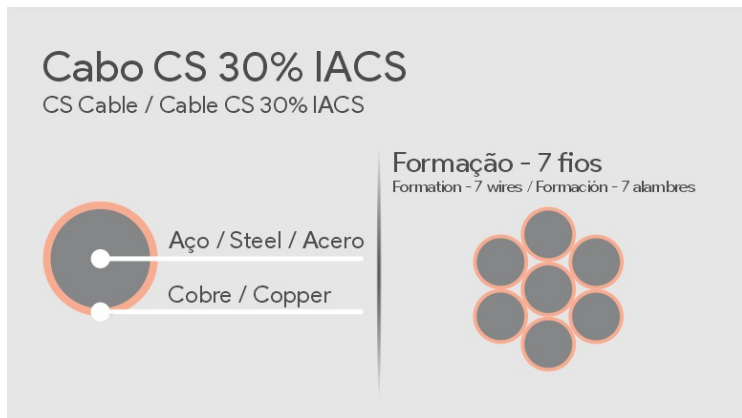 Cabo CS 30% IACS
CS Cable / Cable CS 30% IACS
Aço / Steel / Acero
Cobre / Copper
Formação - 7 fios
Formation - 7 wires / Formación - 7 alambres